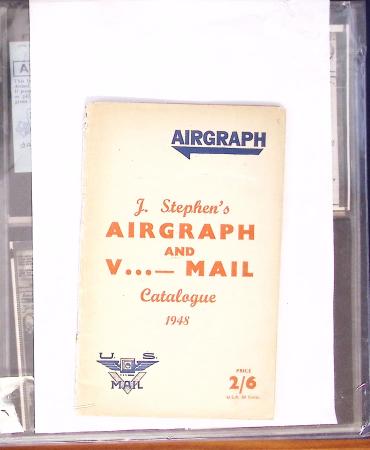 AIRGRAPH
J. Stephen's
AIRGRAPH
AND
V...— MAIL
Catalogue
1948
U. S.
MAIL
PRICE
2/6